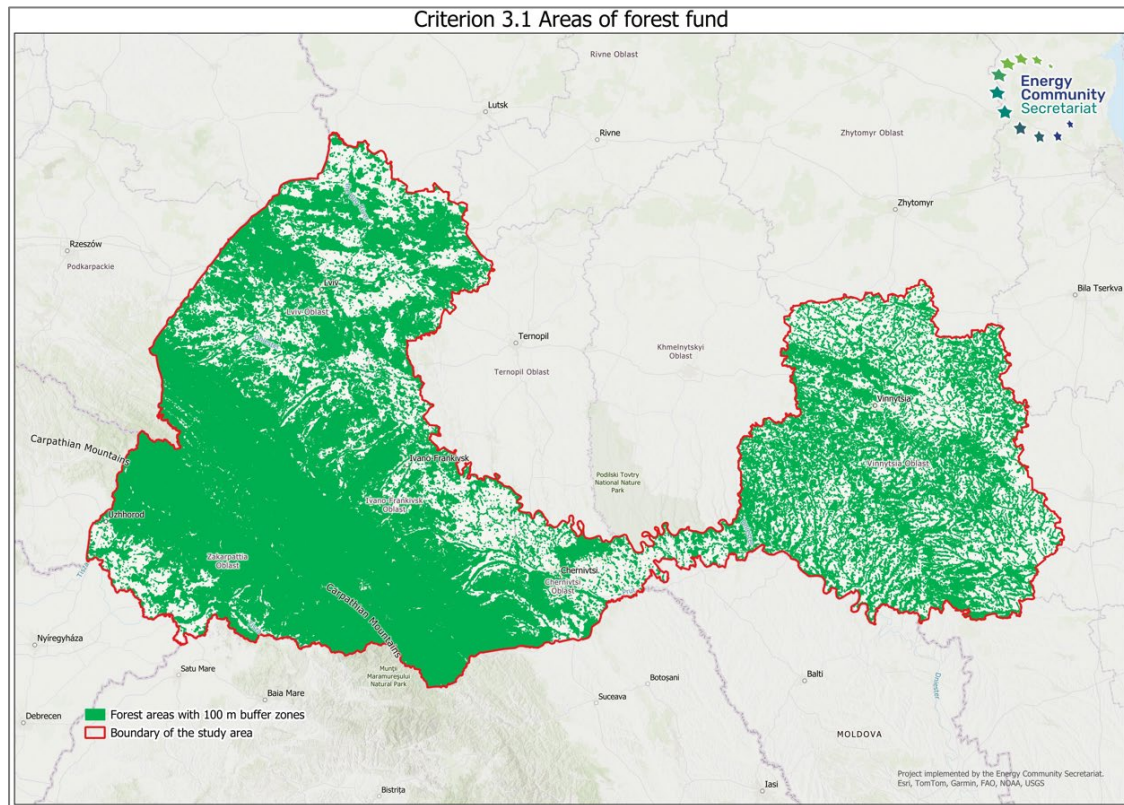 Criterion 3.1 Areas of forest fund
Energy
Community
Secretariat
Rivne Oblast
Lutsk
Rivne
Zhytomyr Oblast
Zhytomyr
Rzeszów
Podkarpackie
Bila Tserkva
Lviv
Lviv Oblast
Ternopil
Ternopil Oblast
Khmelnytskyi
Oblast
Vinnytsia
Vinnytsia Oblast
Carpathian Mountains
Ivano-Frankivsk
Ivano-Frankivsk
Oblast
Podilski Tovtry
National Nature
Park
Uzhhorod
Zakarpattia
Oblast
Chernivtsi
Chernivtsi
Oblast
Carpathian Mountains
Nyíregyháza
Satu Mare
Munții
Maramureșului
Natural Park
Baia Mare
Botoșani
Suceava
Balti
Dniester
Debrecen
Forest areas with 100 m buffer zones
Boundary of the study area
MOLDOVA
Bistrița
Iasi
Project implemented by the Energy Community Secretariat.
Esri, TomTom, Garmin, FAO, NOAA, USGS